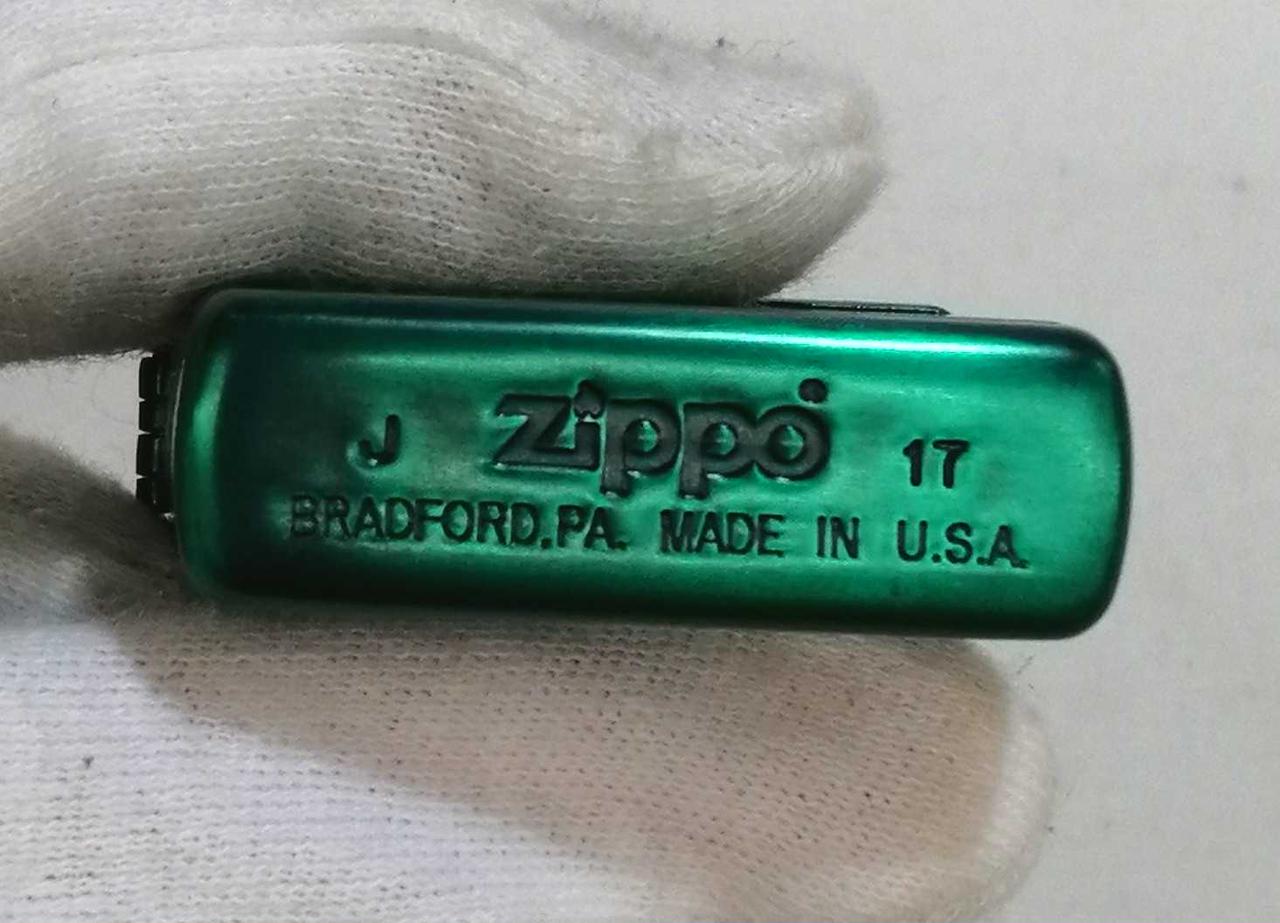 J Zippo 17
BRADFORD,PA. MADE IN U.S.A.